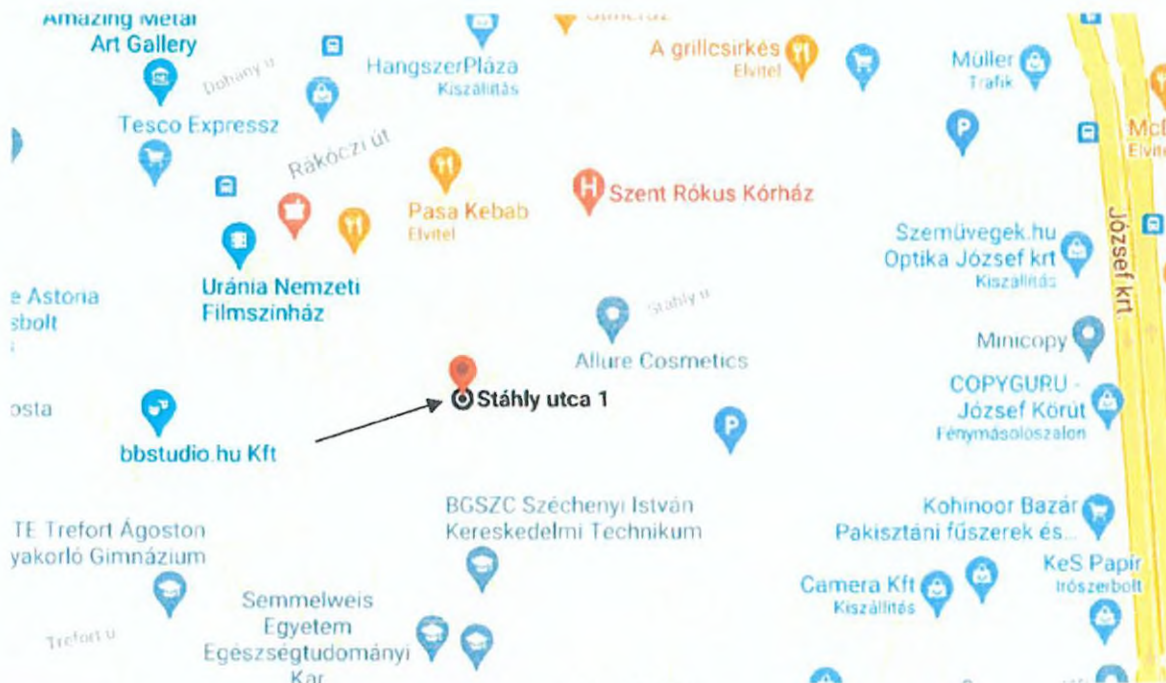 Amazing Metal
Art Gallery
Dohány u
HangszerPláza
Kiszállítás
A grillcsirkés
Elvitel
Müller
Trafik
Tesco Expressz
Rákóczi út
Pasa Kebab
Elvitel
Szent Rókus Kórház
Szemüvegek.hu
Optika József krt
Kiszállítás
József krt.
Uránia Nemzeti
Filmszínház
e Astoria
sbolt
Stáhly u
Allure Cosmetics
Minicopy
Stáhly utca 1
COPYGURU -
József Körút
Fénymásolószalon
osta
bbstudio.hu Kft
BGSZC Széchenyi István
Kereskedelmi Technikum
Kohinoor Bazár
Pakisztáni fűszerek és...
TE Trefort Ágoston
yakorló Gimnázium
KeS Papír
Írószerbolt
Camera Kft
Kiszállítás
Semmelweis
Egyetem
Egészségtudományi
Kar
Trefort u